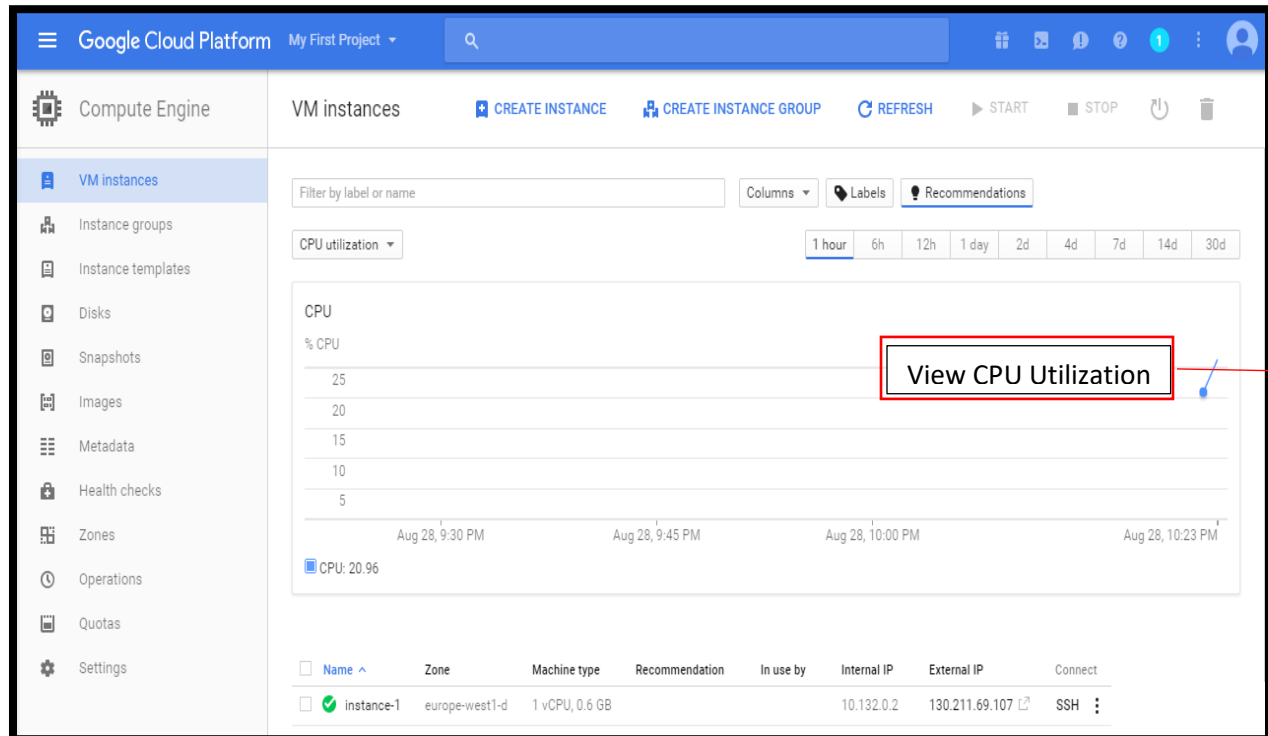 Google Cloud Platform My First Project
1
Compute Engine
VM instances CREATE INSTANCE CREATE INSTANCE GROUP REFRESH START STOP
VM instances
Instance groups
Instance templates
Disks
Snapshots
Images
Metadata
Health checks
Zones
Operations
Quotas
Settings
Filter by label or name Columns Labels Recommendations
CPU utilization 1 hour 6h 12h 1 day 2d 4d 7d 14d 30d
CPU
% CPU
View CPU Utilization
25
20
15
10
5
Aug 28, 9:30 PM Aug 28, 9:45 PM Aug 28, 10:00 PM Aug 28, 10:23 PM
CPU: 20.96
Name Zone Machine type Recommendation In use by Internal IP External IP Connect
instance-1 europe-west1-d 1 vCPU, 0.6 GB 10.132.0.2 130.211.69.107 SSH